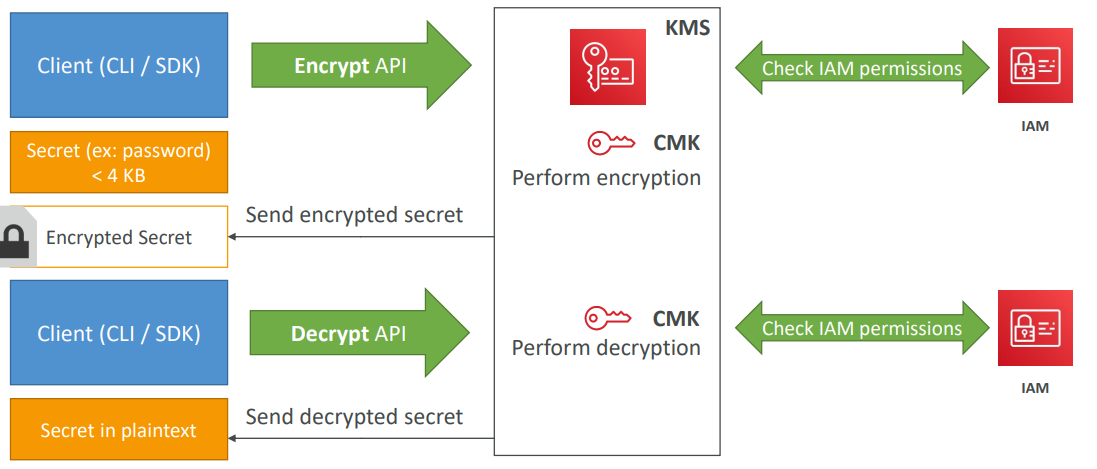 Client (CLI / SDK)
Encrypt API
KMS
Check IAM permissions
IAM
Secret (ex: password)
< 4 KB
CMK
Perform encryption
Send encrypted secret
Encrypted Secret
Client (CLI / SDK)
Decrypt API
CMK
Perform decryption
Check IAM permissions
IAM
Send decrypted secret
Secret in plaintext